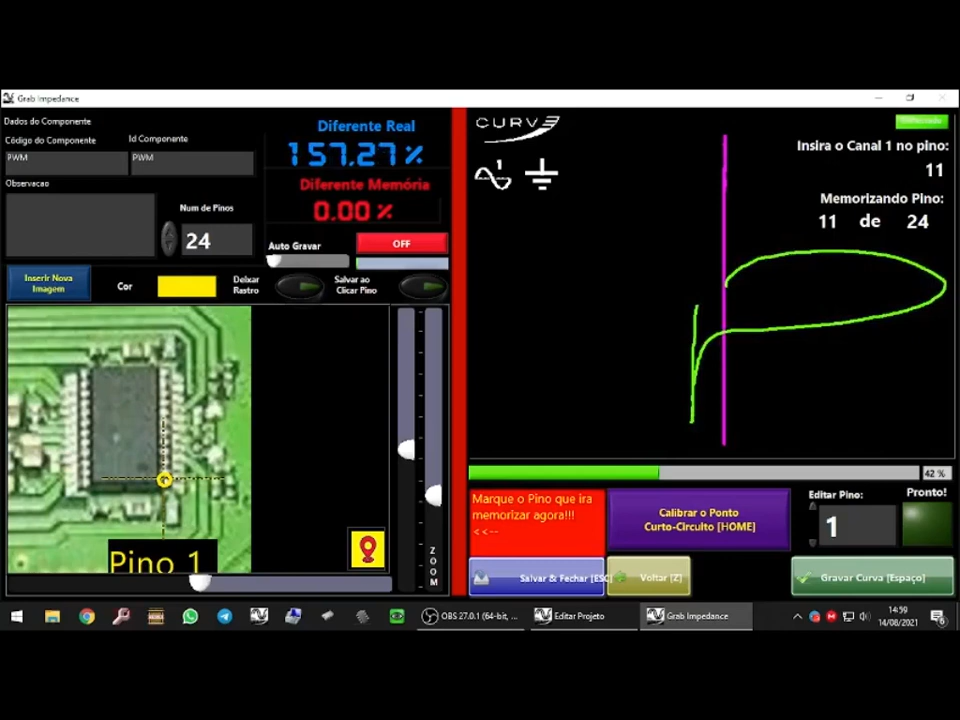 Grab Impedance
Dados do Componente
Código do Componente
Id Componente
PWM
PWM
Observacao
Num de Pinos
24
Diferente Real
157.27 %
Diferente Memória
0.00 %
Auto Gravar
OFF
Inserir Nova
Imagem
Cor
Deixar
Rastro
Salvar ao
Clicar Pino
Pino 1
ZOOM
CURV
Insira o Canal 1 no pino:
11
Memorizando Pino:
11 de 24
42 %
Marque o Pino que ira
memorizar agora!!!
<<--
Calibrar o Ponto
Curto-Circuito [HOME]
Editar Pino:
1
Pronto!
Salvar & Fechar [ESC]
Voltar [Z]
Gravar Curva [Espaço]
OBS 27.0.1 (64-bit, ...
Editar Projeto
Grab Impedance
14:59
14/08/2021